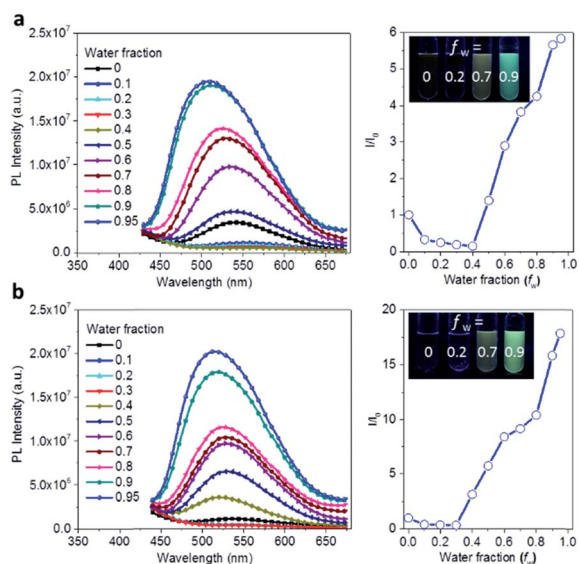 a
2.5x10⁷
2.0x10⁷
1.5x10⁷
1.0x10⁷
5.0x10⁶
0.0
PL Intensity (a.u.)
Water fraction
0
0.1
0.2
0.3
0.4
0.5
0.6
0.7
0.8
0.9
0.95
350 400 450 500 550 600 650
Wavelength (nm)
6
5
4
3
2
1
0
I/I₀
f w =
0 0.2 0.7 0.9
0.0 0.2 0.4 0.6 0.8 1.0
Water fraction (fw)
b
2.5x10⁷
2.0x10⁷
1.5x10⁷
1.0x10⁷
5.0x10⁶
0.0
PL Intensity (a.u.)
Water fraction
0
0.1
0.2
0.3
0.4
0.5
0.6
0.7
0.8
0.9
0.95
350 400 450 500 550 600 650
Wavelength (nm)
20
15
10
5
0
I/I₀
f w =
0 0.2 0.7 0.9
0.0 0.2 0.4 0.6 0.8 1.0
Water fraction (fw)